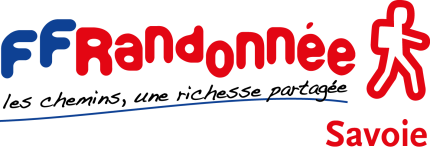 FFRandonnée
les chemins, une richesse partagée
Savoie